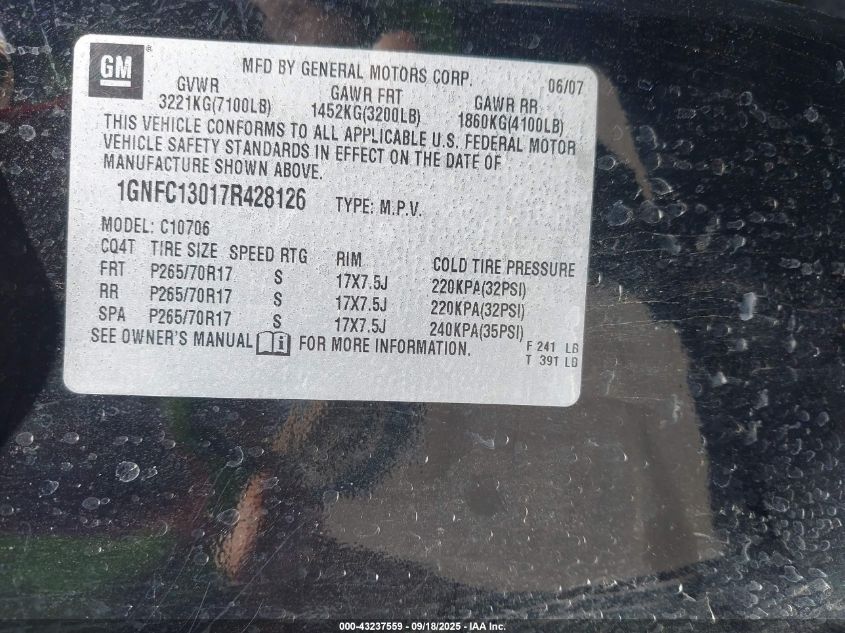 GM ®
MFD BY GENERAL MOTORS CORP. 06/07
GVWR GAWR FRT GAWR RR
3221KG(7100LB) 1452KG(3200LB) 1860KG(4100LB)
THIS VEHICLE CONFORMS TO ALL APPLICABLE U.S. FEDERAL MOTOR
VEHICLE SAFETY STANDARDS IN EFFECT ON THE DATE OF
MANUFACTURE SHOWN ABOVE.
1GNFC13017R428126 TYPE: M.P.V.
MODEL: C10706
CQ4T TIRE SIZE SPEED RTG RIM COLD TIRE PRESSURE
FRT P265/70R17 S 17X7.5J 220KPA(32PSI)
RR P265/70R17 S 17X7.5J 220KPA(32PSI)
SPA P265/70R17 S 17X7.5J 240KPA(35PSI)
SEE OWNER'S MANUAL i FOR MORE INFORMATION.
F 241 LB
T 391 LB
000-43237559 - 09/18/2025 - IAA Inc.